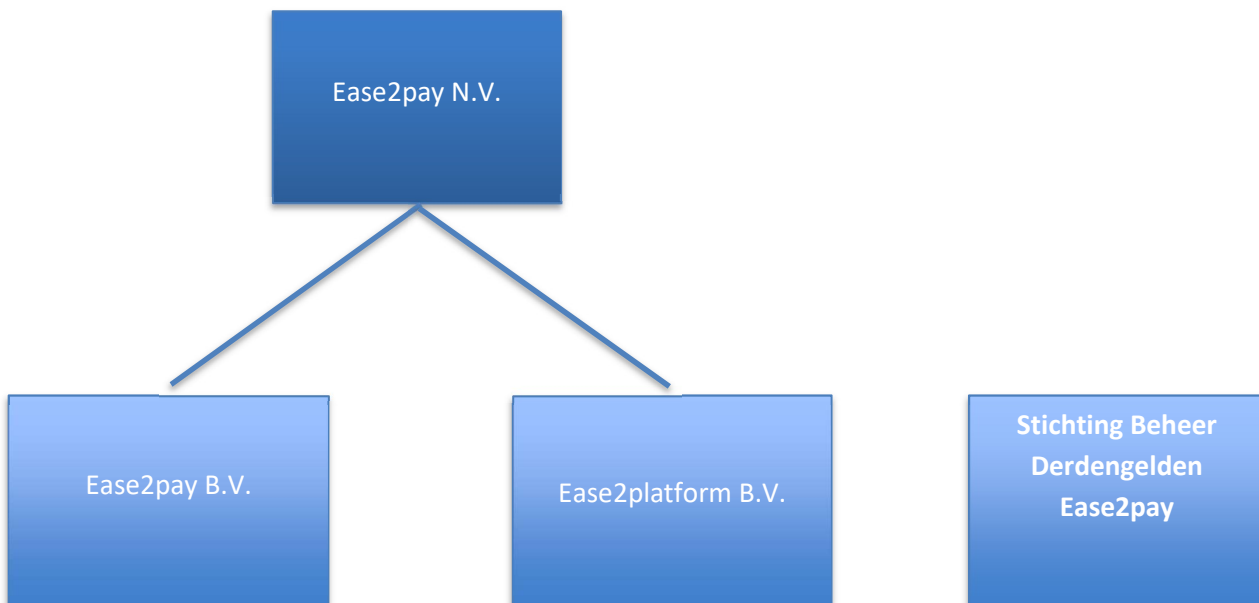 Ease2pay N.V.
Ease2pay B.V.
Ease2platform B.V.
Stichting Beheer
Derdengelden
Ease2pay